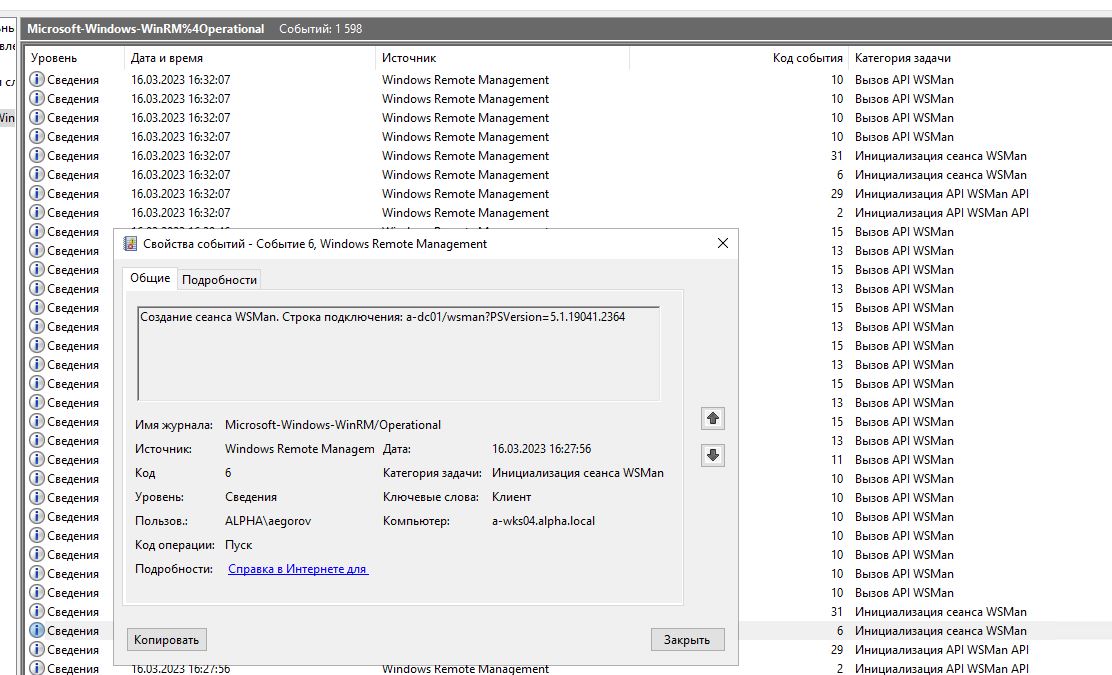 нь
вле
и сл
Win
Microsoft-Windows-WinRM%4Operational Событий: 1 598
Уровень Дата и время Источник Код события Категория задачи
Сведения 16.03.2023 16:32:07 Windows Remote Management 10 Вызов API WSMan
Сведения 16.03.2023 16:32:07 Windows Remote Management 10 Вызов API WSMan
Сведения 16.03.2023 16:32:07 Windows Remote Management 10 Вызов API WSMan
Сведения 16.03.2023 16:32:07 Windows Remote Management 10 Вызов API WSMan
Сведения 16.03.2023 16:32:07 Windows Remote Management 31 Инициализация сеанса WSMan
Сведения 16.03.2023 16:32:07 Windows Remote Management 6 Инициализация сеанса WSMan
Сведения 16.03.2023 16:32:07 Windows Remote Management 29 Инициализация API WSMan API
Сведения 16.03.2023 16:32:07 Windows Remote Management 2 Инициализация API WSMan API
Сведения 15 Вызов API WSMan
Сведения 13 Вызов API WSMan
Сведения 15 Вызов API WSMan
Сведения 13 Вызов API WSMan
Сведения 15 Вызов API WSMan
Сведения 13 Вызов API WSMan
Сведения 15 Вызов API WSMan
Сведения 13 Вызов API WSMan
Сведения 15 Вызов API WSMan
Сведения 13 Вызов API WSMan
Сведения 15 Вызов API WSMan
Сведения 13 Вызов API WSMan
Сведения 11 Вызов API WSMan
Сведения 10 Вызов API WSMan
Сведения 10 Вызов API WSMan
Сведения 10 Вызов API WSMan
Сведения 10 Вызов API WSMan
Сведения 10 Вызов API WSMan
Сведения 10 Вызов API WSMan
Сведения 10 Вызов API WSMan
Сведения 31 Инициализация сеанса WSMan
Сведения 6 Инициализация сеанса WSMan
Сведения 29 Инициализация API WSMan API
Сведения 16.03.2023 16:27:56 Windows Remote Management 2 Инициализация API WSMan API
Свойства событий - Событие 6, Windows Remote Management
Общие Подробности
Создание сеанса WSMan. Строка подключения: a-dc01/wsman?PSVersion=5.1.19041.2364
Имя журнала: Microsoft-Windows-WinRM/Operational
Источник: Windows Remote Managem Дата: 16.03.2023 16:27:56
Код 6 Категория задачи: Инициализация сеанса WSMan
Уровень: Сведения Ключевые слова: Клиент
Пользов.: ALPHA\aegorov Компьютер: a-wks04.alpha.local
Код операции: Пуск
Подробности: Справка в Интернете для
Копировать Закрыть